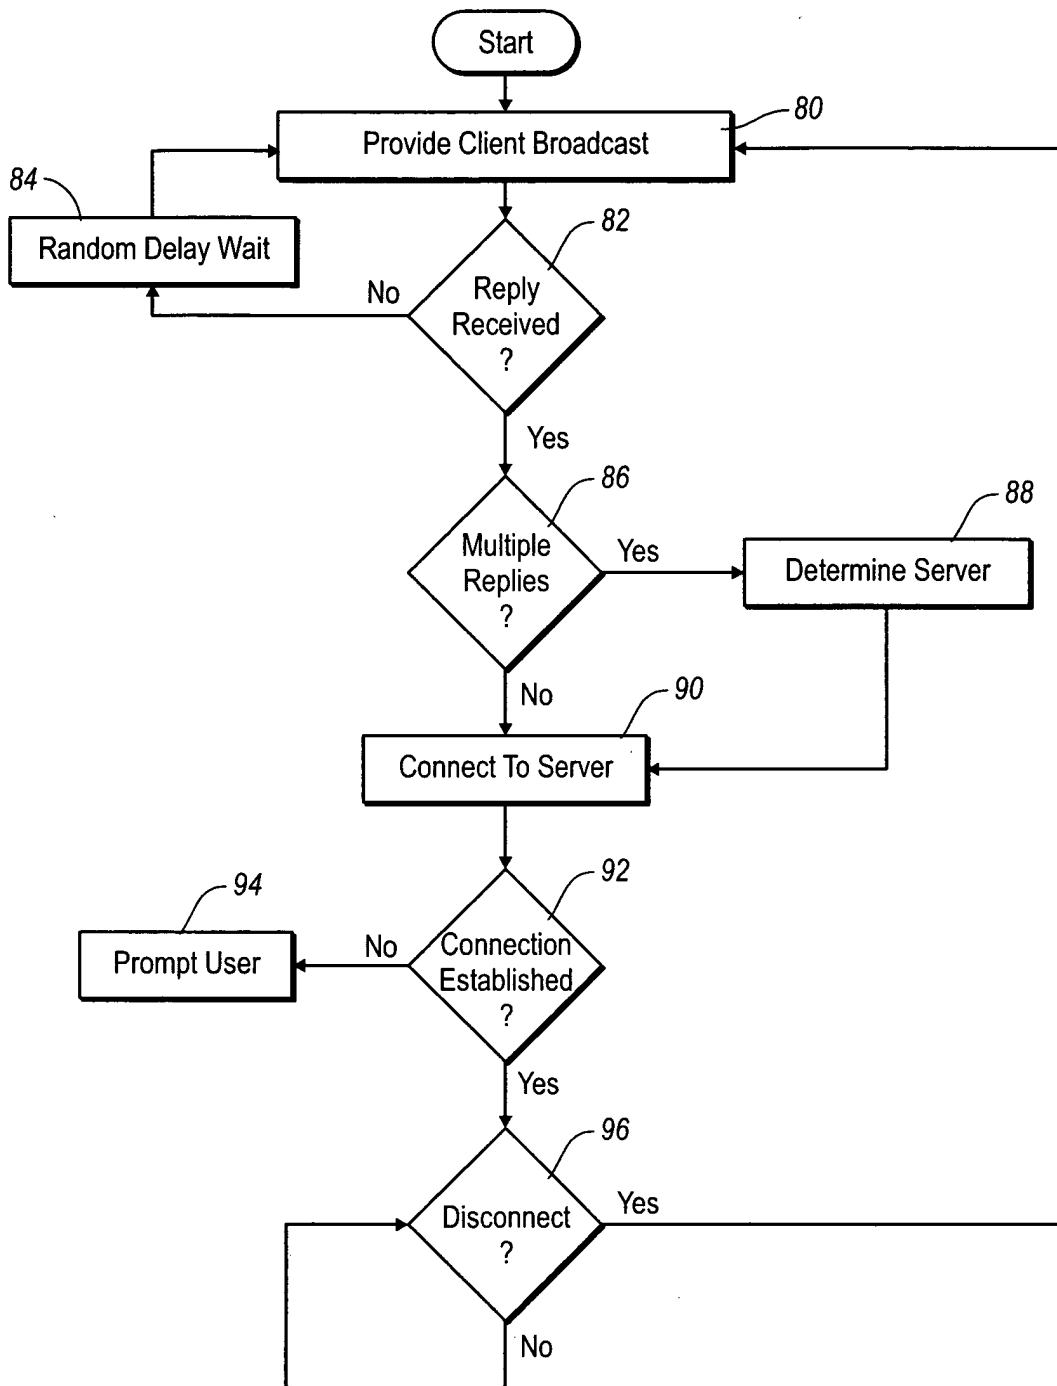 Start
80
Provide Client Broadcast
84
Random Delay Wait
82
No
Reply
Received
?
Yes
86
Multiple
Replies
?
Yes
88
Determine Server
No
90
Connect To Server
92
94
No
Prompt User
Connection
Established
?
Yes
96
Disconnect
?
Yes
No